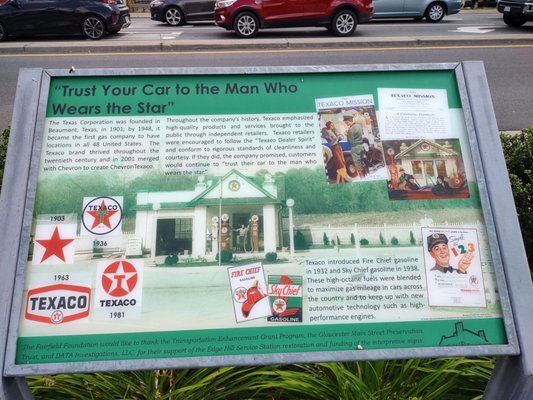 “Trust Your Car to the Man Who
Wears the Star”
The Texas Corporation was founded in
Beaumont, Texas, in 1901; by 1948, it
became the first gas company to have
locations in all 48 United States. The
Texaco brand thrived throughout the
twentieth century and in 2001 merged
with Chevron to create ChevronTexaco.
Throughout the company's history, Texaco emphasized
high-quality products and services brought to the
public through independent retailers. Texaco retailers
were encouraged to follow the "Texaco Dealer Spirit"
and conform to rigorous standards of cleanliness and
courtesy. If they did, the company promised, customers
would continue to "trust their car to the man who
wears the star."
TEXACO MISSION
TEXACO MISSION
1903
TEXACO
T
1936
1963
TEXACO
T
TEXACO
1981
FIRE CHIEF
GASOLINE
TEXACO
Sky Chief
GASOLINE
Texaco introduced Fire Chief gasoline
in 1932 and Sky Chief gasoline in 1938.
These high-octane fuels were blended
to maximize gas mileage in cars across
the country and to keep up with new
automotive technology such as high-
performance engines.
123
The Fairfield Foundation would like to thank the Transportation Enhancement Grant Program, the Gloucester Main Street Preservation
Trust, and DATA Investigations, LLC, for their support of the Edge Hill Service Station restoration and funding of the interpretive signs.